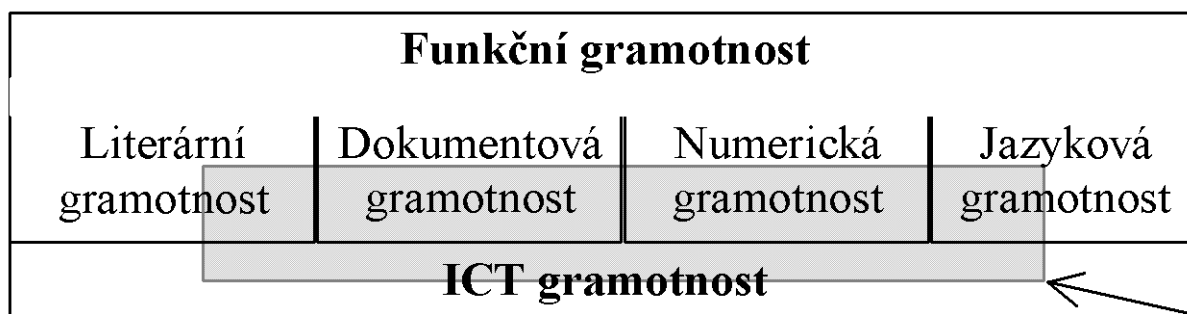 Funkční gramotnost
Literární Dokumentová Numerická Jazyková
gramotnost gramotnost gramotnost gramotnost
ICT gramotnost